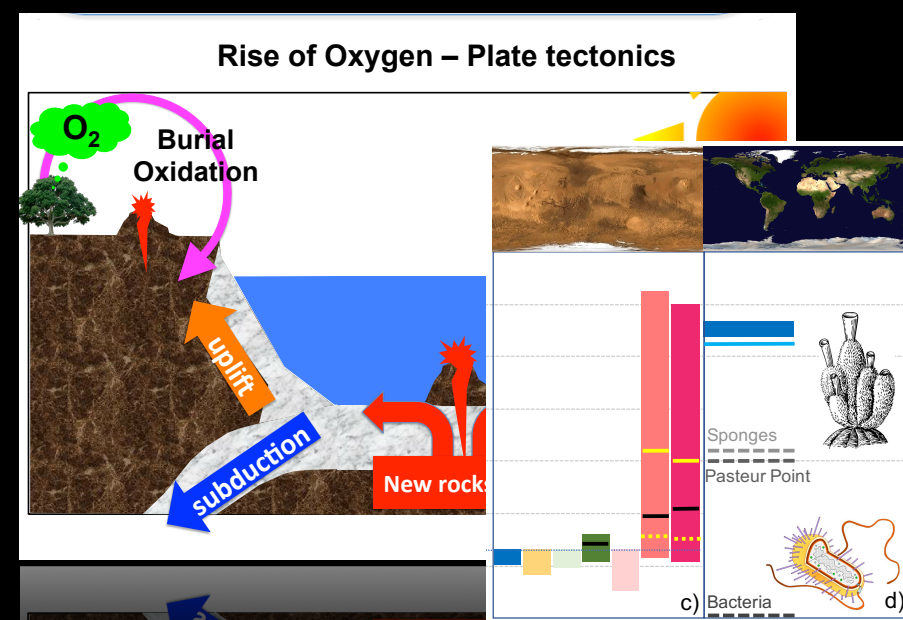 Rise of Oxygen – Plate tectonics
O2
Burial
Oxidation
uplift
subduction
New rocks
Sponges
Pasteur Point
Bacteria
c)
d)